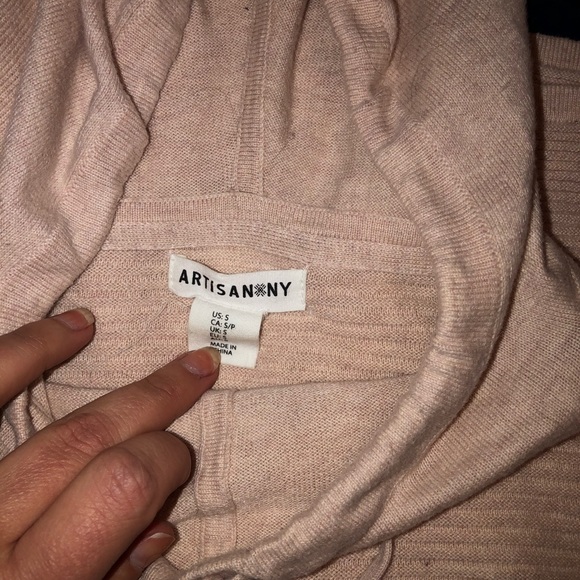 ARTISAN NY
US: S
CA: S/P
UK: S
MADE IN
CHINA